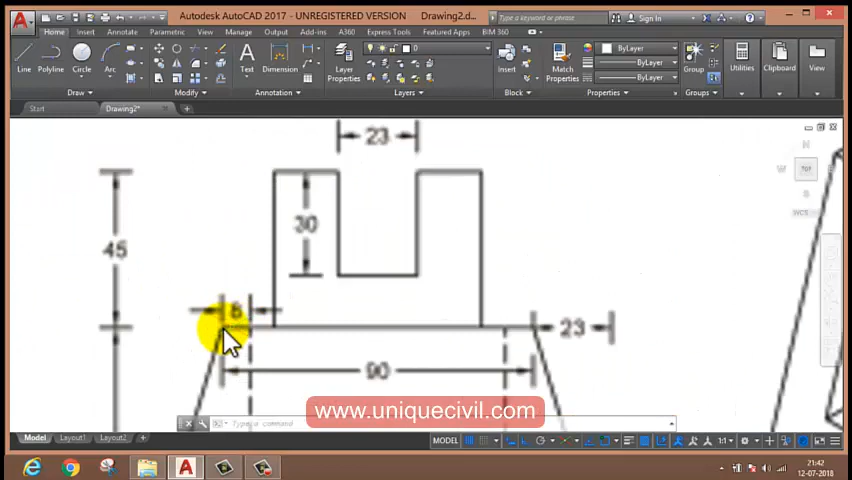 Autodesk AutoCAD 2017 - UNREGISTERED VERSION Drawing2.d...
Type a keyword or phrase
Sign In
Home Insert Annotate Parametric View Manage Output Add-ins A360 Express Tools Featured Apps BIM 360
Line Polyline Circle Arc Text Dimension Layer Properties 0 Insert Match Properties ByLayer Group Utilities Clipboard View
ByLayer
ByLayer
Draw Modify Annotation Layers Block Properties Groups
Start Drawing2*
N
W
TOP
S
WCS
23
30
45
23
90
www.uniquecivil.com
Type a command
Model Layout1 Layout2
MODEL 1:1
21:42
12-07-2018